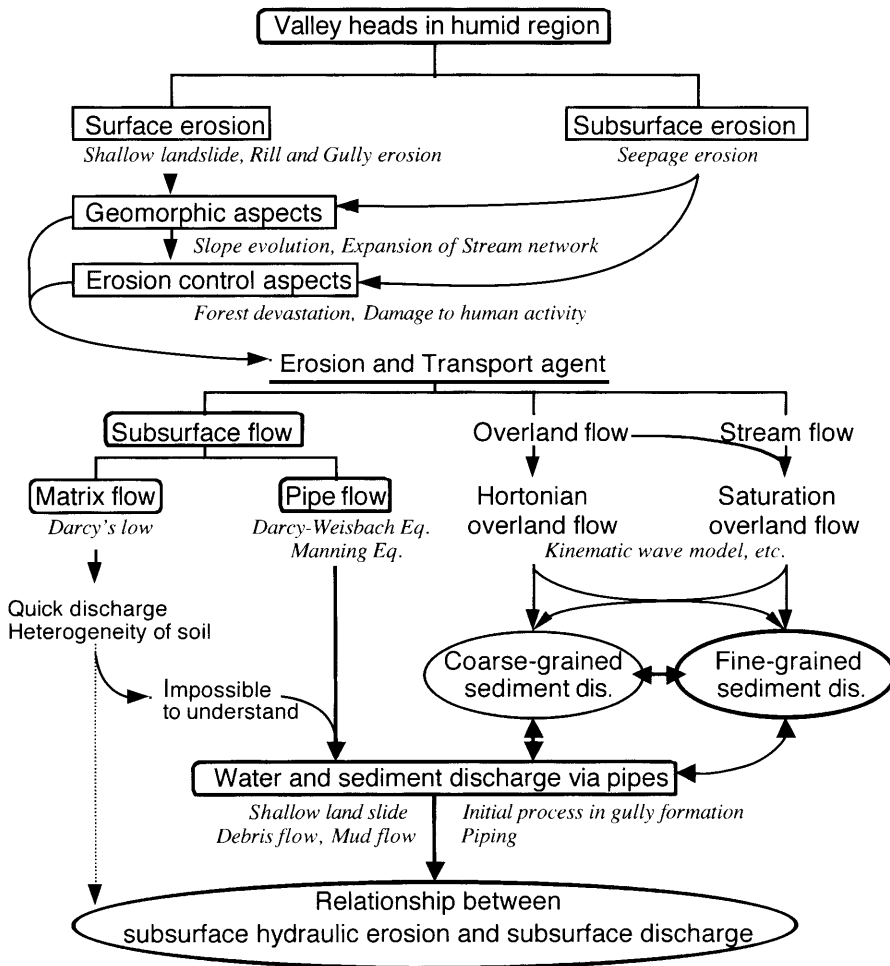 Valley heads in humid region
Surface erosion
Subsurface erosion
Shallow landslide, Rill and Gully erosion
Seepage erosion
Geomorphic aspects
Slope evolution, Expansion of Stream network
Erosion control aspects
Forest devastation, Damage to human activity
Erosion and Transport agent
Subsurface flow
Overland flow
Stream flow
Matrix flow
Darcy's low
Pipe flow
Darcy-Weisbach Eq.
Manning Eq.
Hortonian
overland flow
Saturation
overland flow
Kinematic wave model, etc.
Quick discharge
Heterogeneity of soil
Impossible
to understand
Coarse-grained
sediment dis.
Fine-grained
sediment dis.
Water and sediment discharge via pipes
Shallow land slide
Debris flow, Mud flow
Initial process in gully formation
Piping
Relationship between
subsurface hydraulic erosion and subsurface discharge